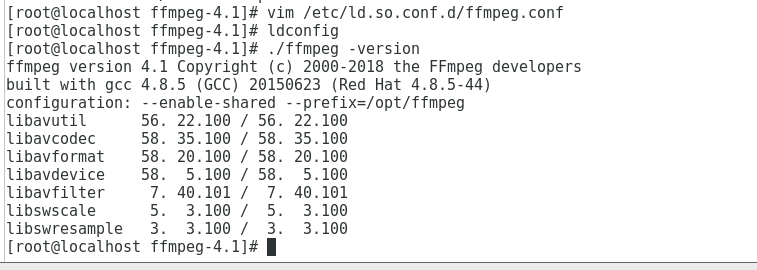 [root@localhost ffmpeg-4.1]# vim /etc/ld.so.conf.d/ffmpeg.conf
[root@localhost ffmpeg-4.1]# ldconfig
[root@localhost ffmpeg-4.1]# ./ffmpeg -version
ffmpeg version 4.1 Copyright (c) 2000-2018 the FFmpeg developers
built with gcc 4.8.5 (GCC) 20150623 (Red Hat 4.8.5-44)
configuration: --enable-shared --prefix=/opt/ffmpeg
libavutil      56. 22.100 / 56. 22.100
libavcodec     58. 35.100 / 58. 35.100
libavformat    58. 20.100 / 58. 20.100
libavdevice    58.  5.100 / 58.  5.100
libavfilter     7. 40.101 /  7. 40.101
libswscale      5.  3.100 /  5.  3.100
libswresample   3.  3.100 /  3.  3.100
[root@localhost ffmpeg-4.1]#